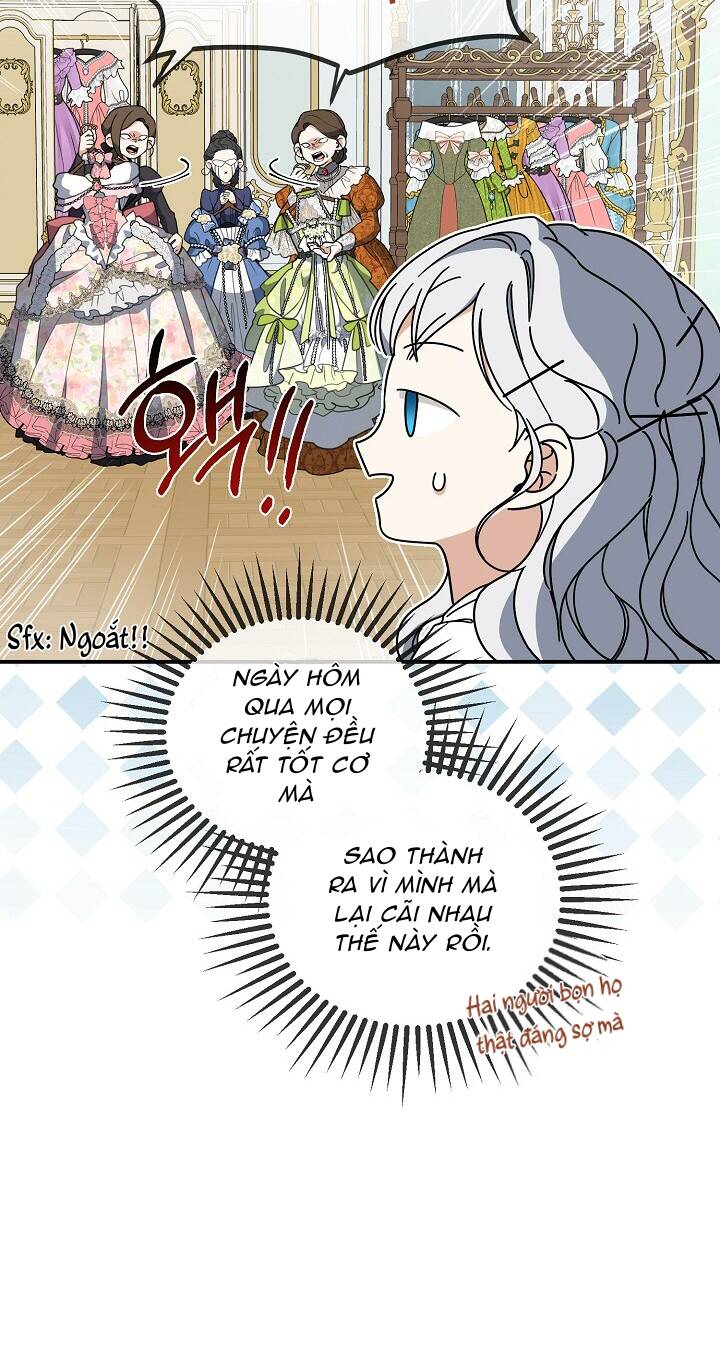 홱!!
Sfx: Ngoắt!!
NGÀY HÔM
QUA MỌI
CHUYỆN ĐỀU
RẤT TỐT CƠ
MÀ
SAO THÀNH
RA VÌ MÌNH MÀ
LẠI CÃI NHAU
THẾ NÀY RỒI.
Hai người bọn họ
thật đáng sợ mà